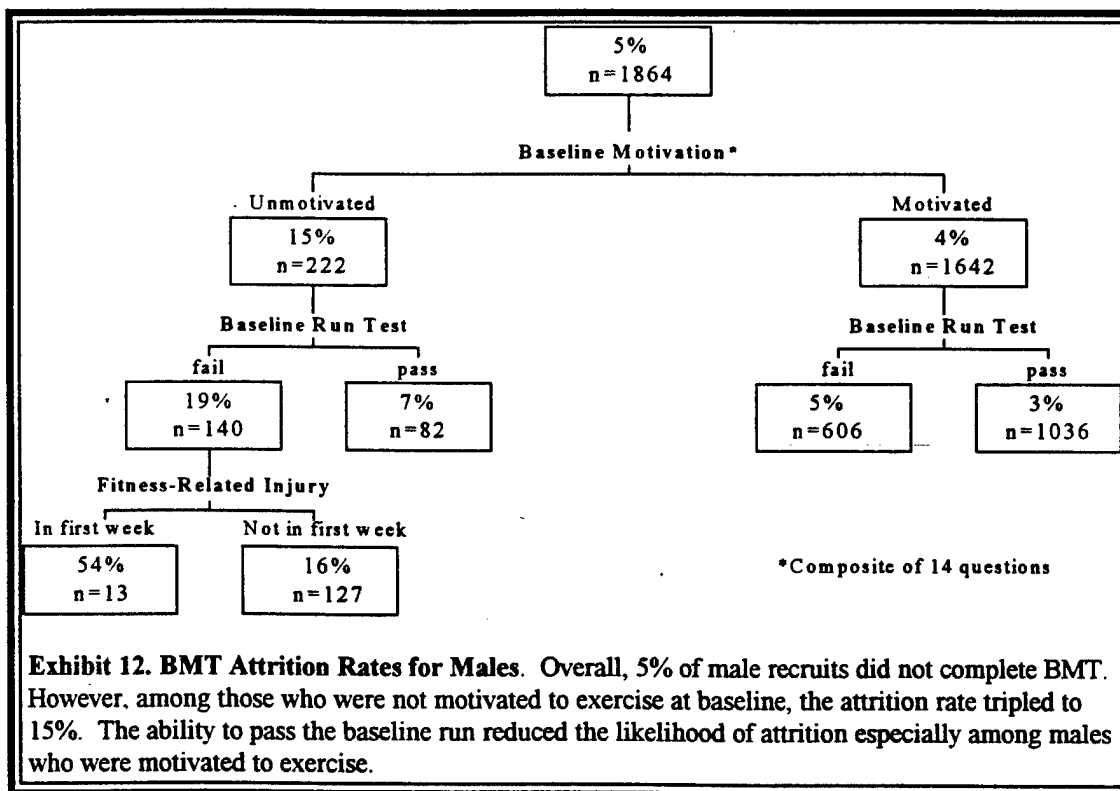 5%
n=1864
Baseline Motivation*
Unmotivated Motivated
15% 4%
n=222 n=1642
Baseline Run Test Baseline Run Test
fail pass fail pass
19% 7% 5% 3%
n=140 n=82 n=606 n=1036
Fitness-Related Injury
In first week Not in first week
54% 16%
n=13 n=127
*Composite of 14 questions
Exhibit 12. BMT Attrition Rates for Males. Overall, 5% of male recruits did not complete BMT.
However, among those who were not motivated to exercise at baseline, the attrition rate tripled to
15%. The ability to pass the baseline run reduced the likelihood of attrition especially among males
who were motivated to exercise.